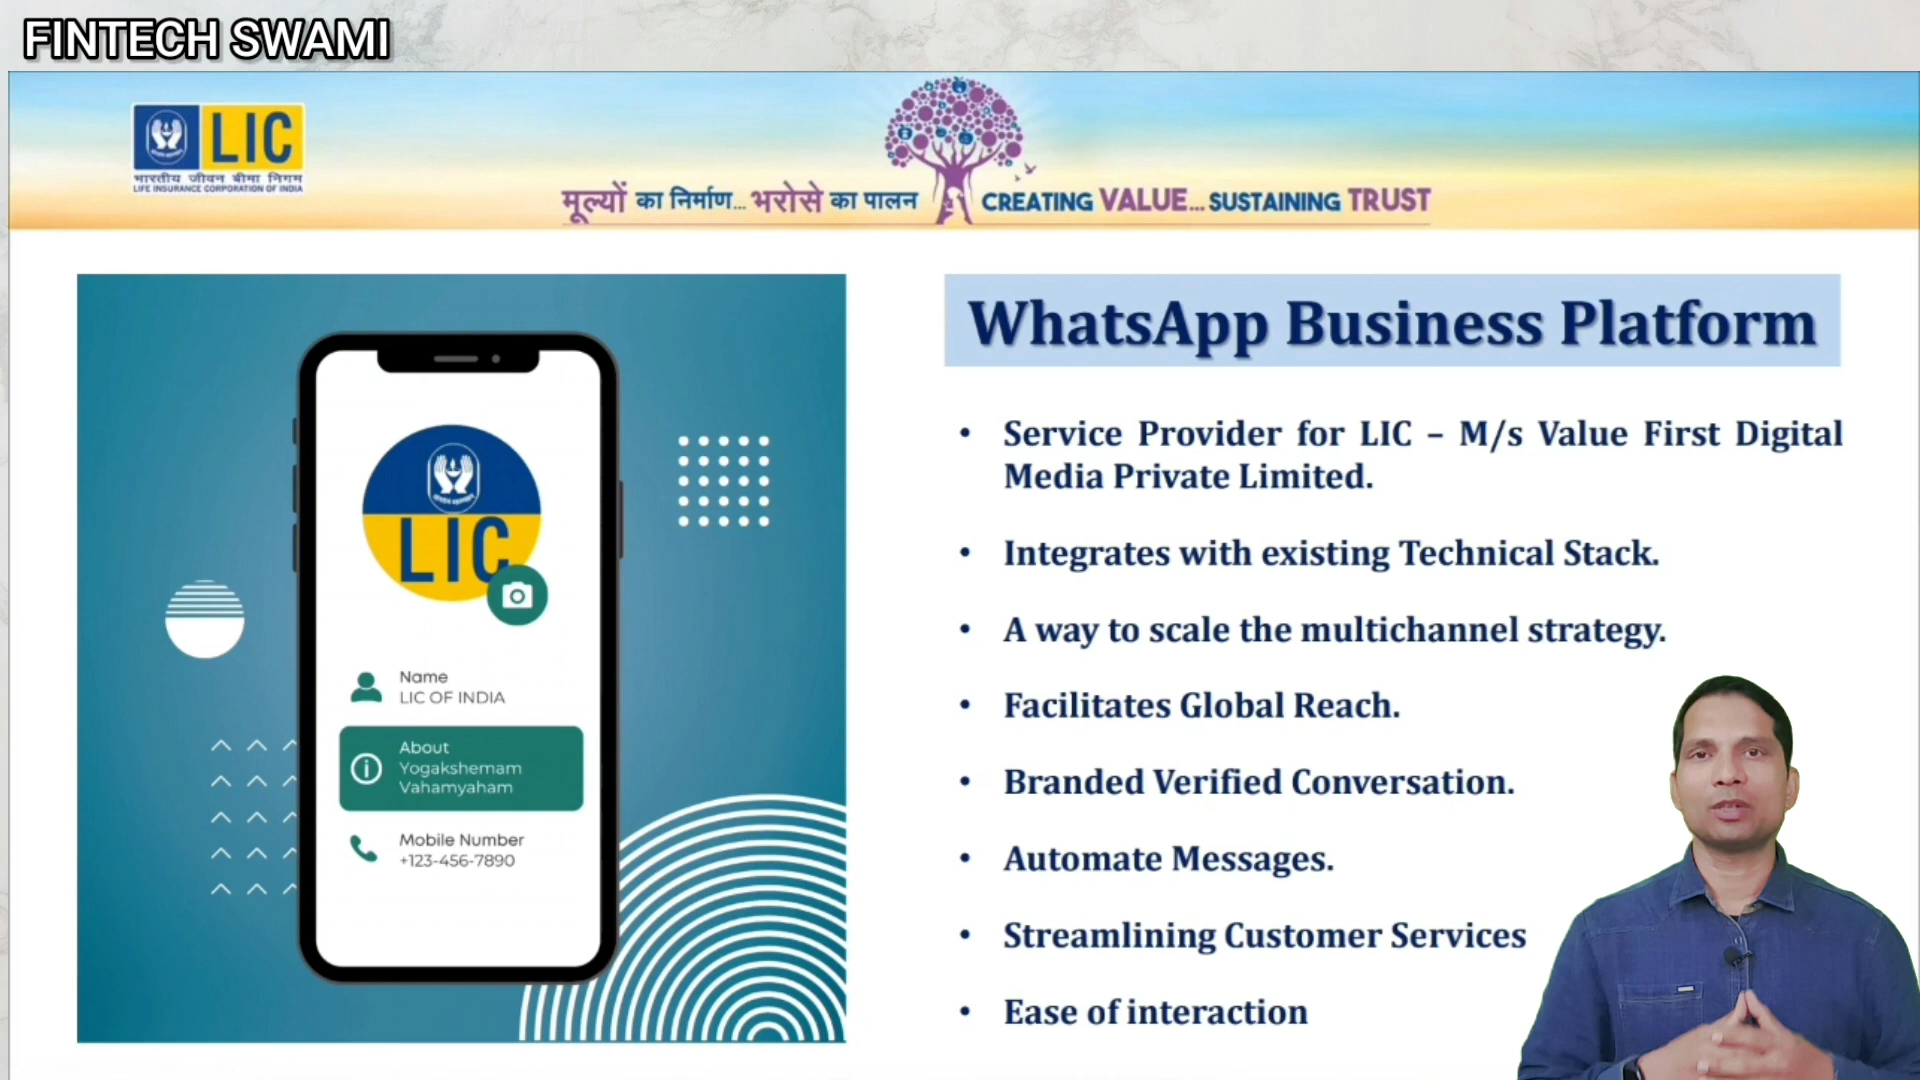 FINTECH SWAMI
LIC
भारतीय जीवन बीमा निगम
LIFE INSURANCE CORPORATION OF INDIA
मूल्यों का निर्माण... भरोसे का पालन
CREATING VALUE... SUSTAINING TRUST
LIC
Name
LIC OF INDIA
About
Yogakshemam
Vahamyaham
Mobile Number
+123-456-7890
WhatsApp Business Platform
• Service Provider for LIC – M/s Value First Digital
Media Private Limited.
• Integrates with existing Technical Stack.
• A way to scale the multichannel strategy.
• Facilitates Global Reach.
• Branded Verified Conversation.
• Automate Messages.
• Streamlining Customer Services
• Ease of interaction